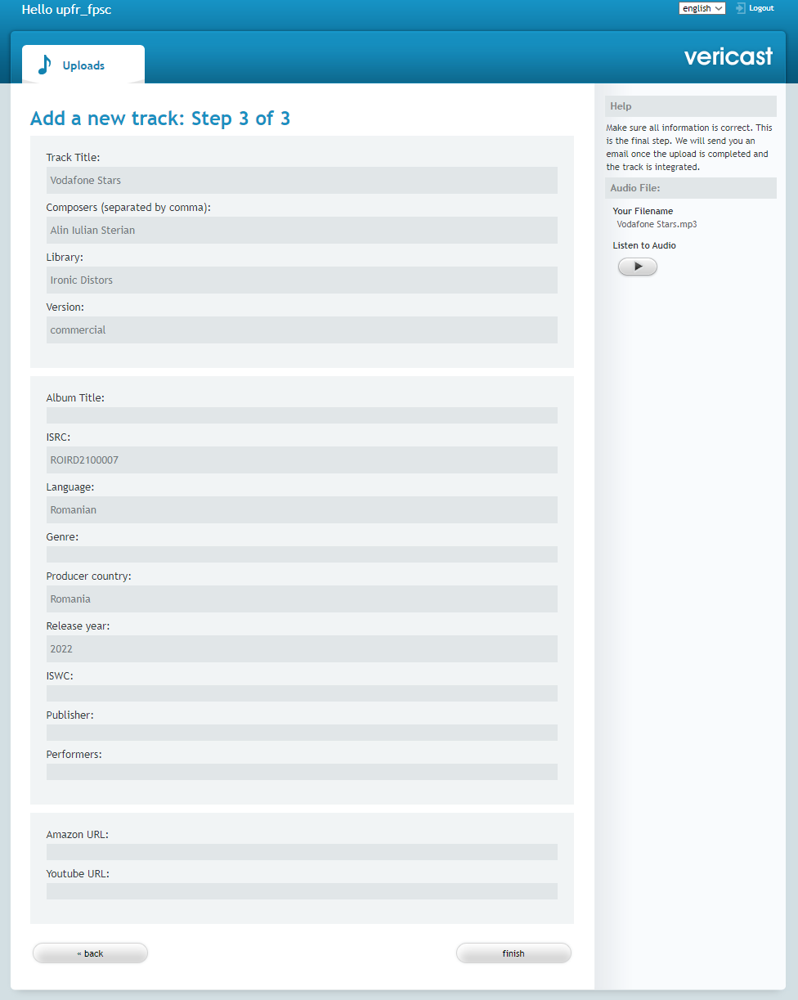 Hello upfr_fpsc
english
Logout
Uploads
vericast
Add a new track: Step 3 of 3
Track Title:
Vodafone Stars
Composers (separated by comma):
Alin Iulian Sterian
Library:
Ironic Distors
Version:
commercial
Album Title:
ISRC:
ROIRD2100007
Language:
Romanian
Genre:
Producer country:
Romania
Release year:
2022
ISWC:
Publisher:
Performers:
Amazon URL:
Youtube URL:
« back
finish
Help
Make sure all information is correct. This
is the final step. We will send you an
email once the upload is completed and
the track is integrated.
Audio File:
Your Filename
Vodafone Stars.mp3
Listen to Audio